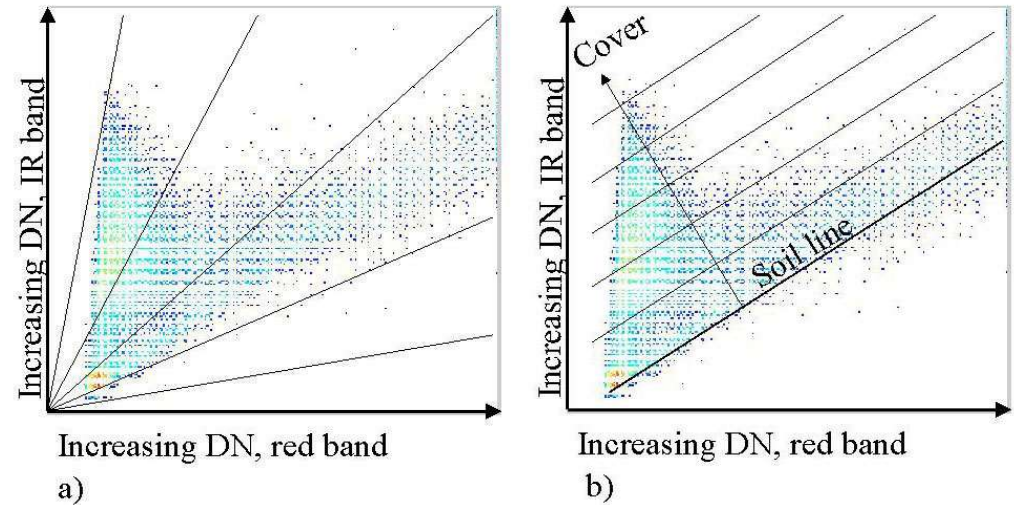 Increasing DN, IR band
Increasing DN, red band
a)
Cover
Soil line
Increasing DN, IR band
Increasing DN, red band
b)